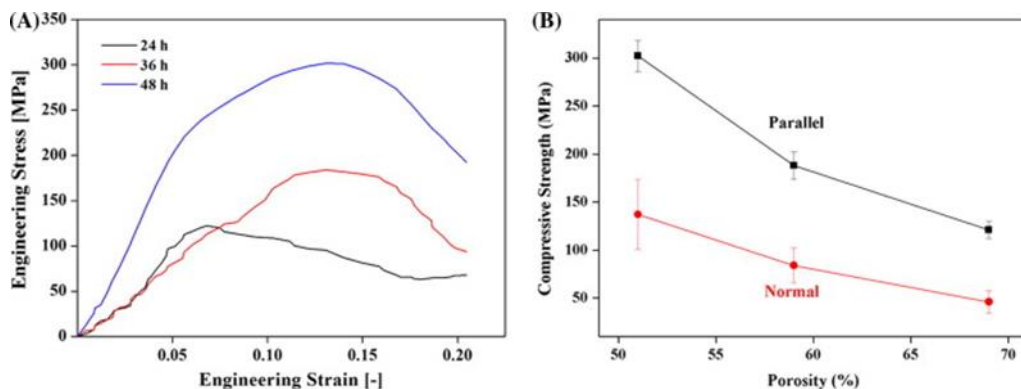 (A)
350
300
250
200
150
100
50
0
Engineering Stress [MPa]
24 h
36 h
48 h
0.05
0.10
0.15
0.20
Engineering Strain [-]
(B)
300
250
200
150
100
50
Compressive Strength (MPa)
Parallel
Normal
50
55
60
65
70
Porosity (%)